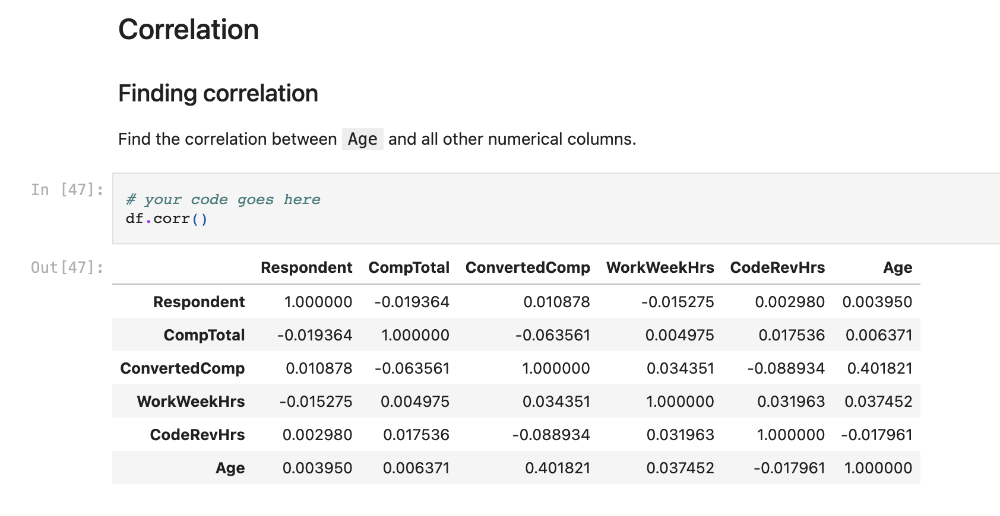 Correlation
Finding correlation
Find the correlation between Age and all other numerical columns.
In [47]:
# your code goes here
df.corr()
Out[47]:
Respondent CompTotal ConvertedComp WorkWeekHrs CodeRevHrs Age
Respondent 1.000000 -0.019364 0.010878 -0.015275 0.002980 0.003950
CompTotal -0.019364 1.000000 -0.063561 0.004975 0.017536 0.006371
ConvertedComp 0.010878 -0.063561 1.000000 0.034351 -0.088934 0.401821
WorkWeekHrs -0.015275 0.004975 0.034351 1.000000 0.031963 0.037452
CodeRevHrs 0.002980 0.017536 -0.088934 0.031963 1.000000 -0.017961
Age 0.003950 0.006371 0.401821 0.037452 -0.017961 1.000000